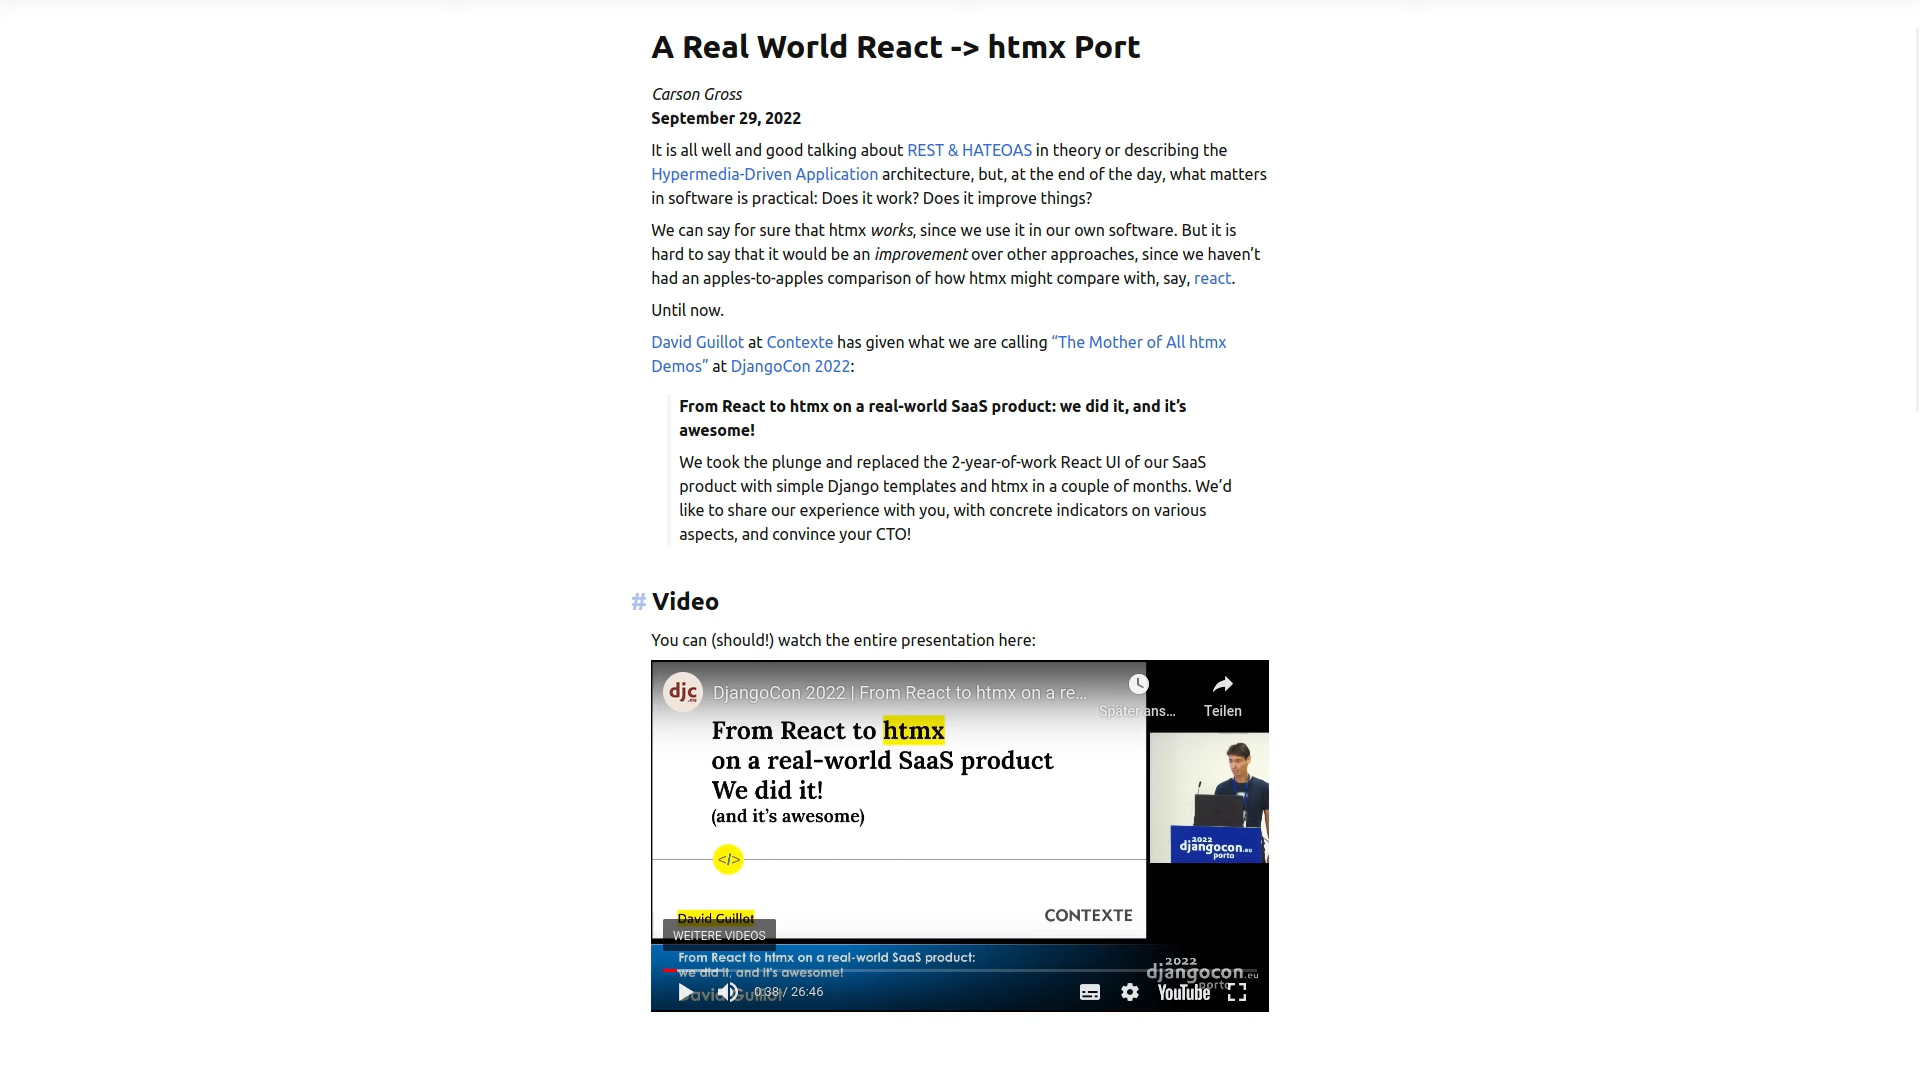 A Real World React -> htmx Port
Carson Gross
September 29, 2022
It is all well and good talking about REST & HATEOAS in theory or describing the
Hypermedia-Driven Application architecture, but, at the end of the day, what matters
in software is practical: Does it work? Does it improve things?
We can say for sure that htmx works, since we use it in our own software. But it is
hard to say that it would be an improvement over other approaches, since we haven’t
had an apples-to-apples comparison of how htmx might compare with, say, react.
Until now.
David Guillot at Contexte has given what we are calling “The Mother of All htmx
Demos” at DjangoCon 2022:
From React to htmx on a real-world SaaS product: we did it, and it’s
awesome!
We took the plunge and replaced the 2-year-of-work React UI of our SaaS
product with simple Django templates and htmx in a couple of months. We’d
like to share our experience with you, with concrete indicators on various
aspects, and convince your CTO!
# Video
You can (should!) watch the entire presentation here:
djc.eu
DjangoCon 2022 | From React to htmx on a re...
Später ans...
Teilen
From React to htmx
on a real-world SaaS product
We did it!
(and it’s awesome)
</>
2022
djangocon.eu
porto
David Guillot
CONTEXTE
WEITERE VIDEOS
From React to htmx on a real-world SaaS product:
we did it, and it's awesome!
David Guillot
2022
djangocon.eu
porto
0:38 / 26:46
YouTube